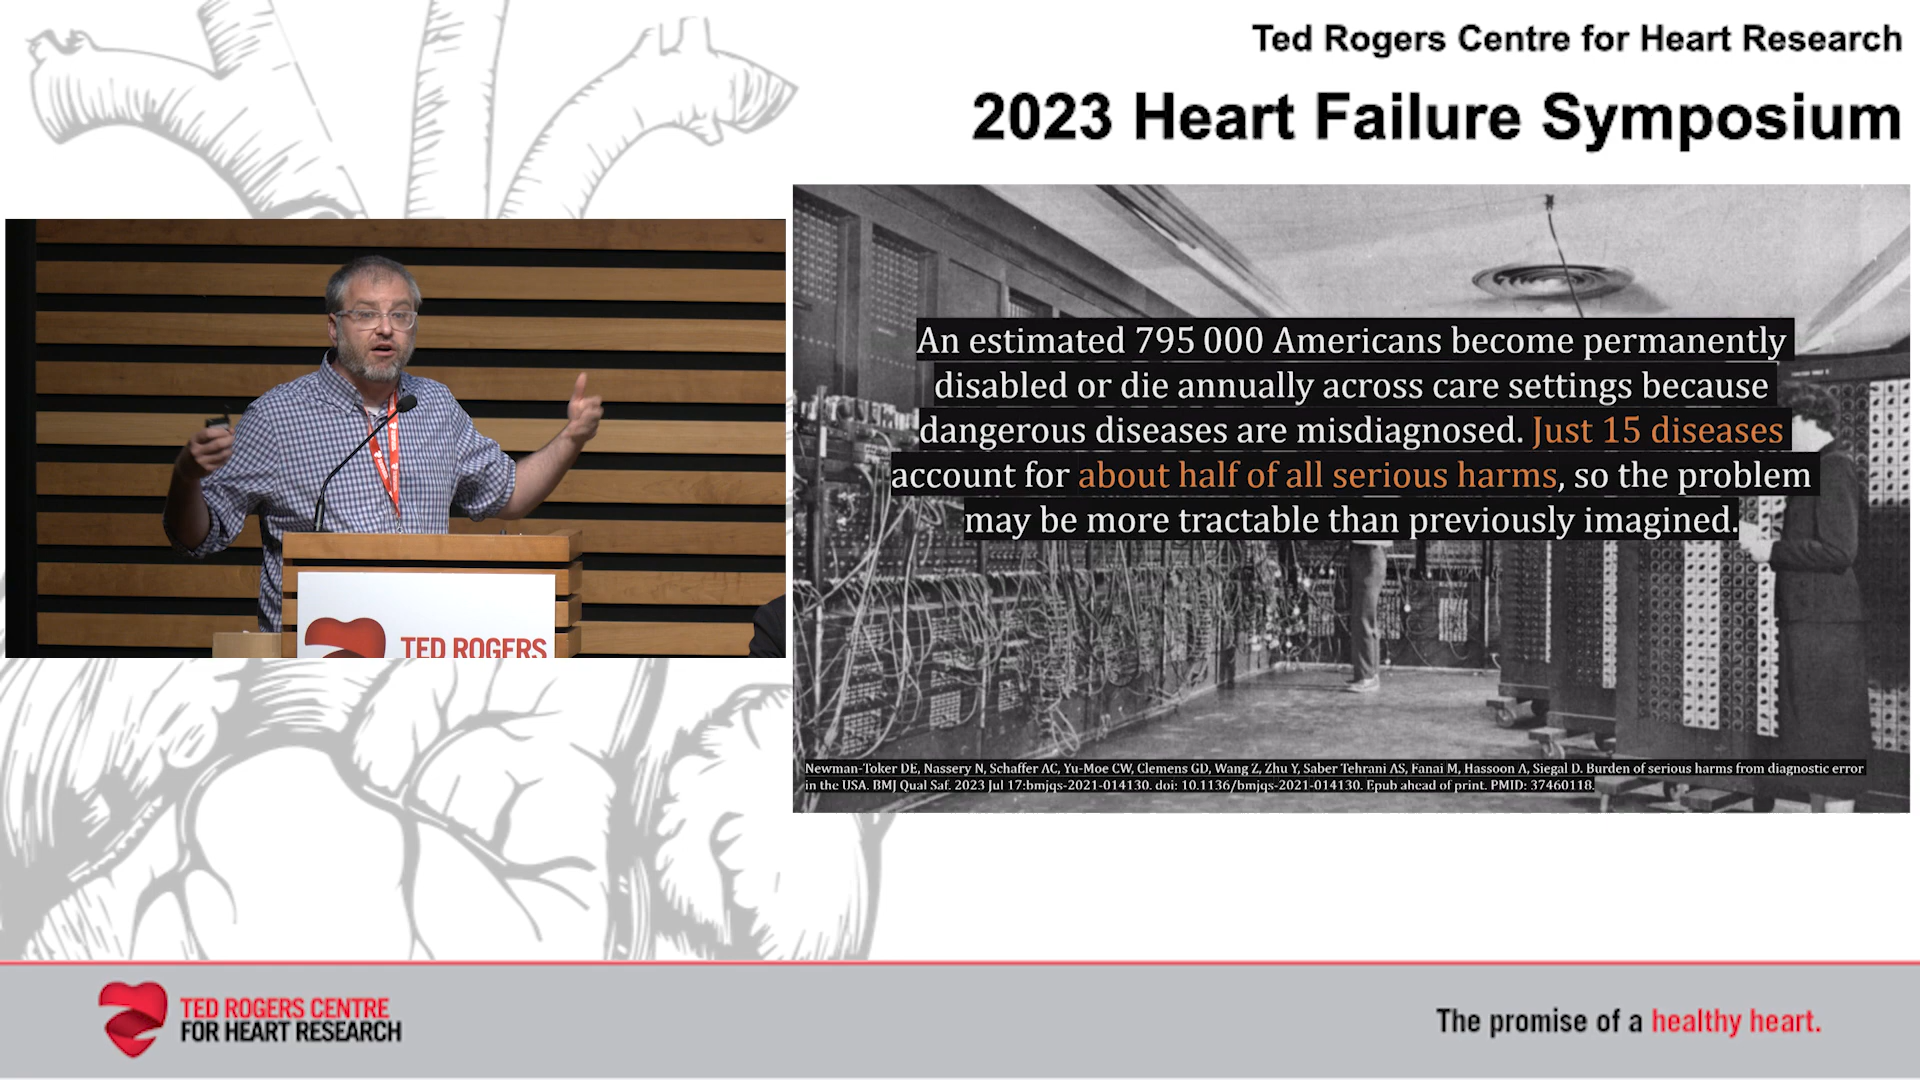 Ted Rogers Centre for Heart Research
2023 Heart Failure Symposium
An estimated 795 000 Americans become permanently
disabled or die annually across care settings because
dangerous diseases are misdiagnosed. Just 15 diseases
account for about half of all serious harms, so the problem
may be more tractable than previously imagined.
Newman-Toker DE, Nassery N, Schaffer AC, Yu-Moe CW, Clemens GD, Wang Z, Zhu Y, Saber Tehrani AS, Fanai M, Hassoon A, Siegal D. Burden of serious harms from diagnostic error
in the USA. BMJ Qual Saf. 2023 Jul 17:bmjqs-2021-014130. doi: 10.1136/bmjqs-2021-014130. Epub ahead of print. PMID: 37460118.
TED ROGERS
TED ROGERS CENTRE
FOR HEART RESEARCH
The promise of a healthy heart.